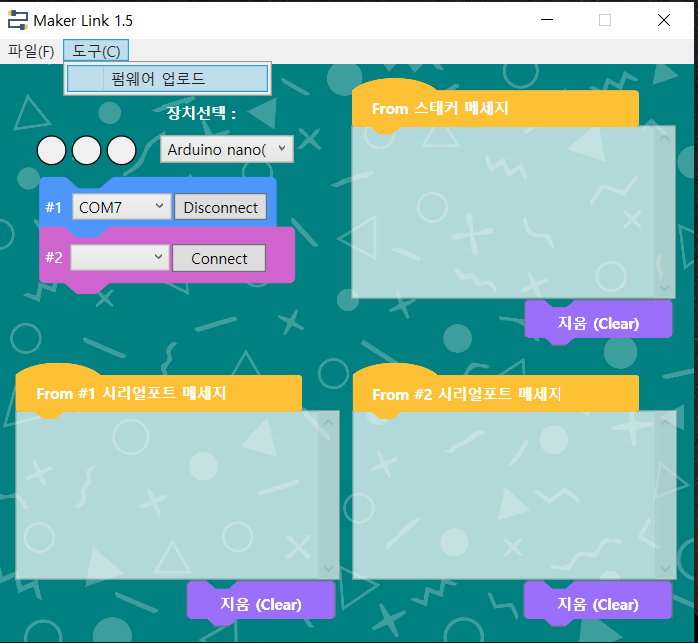 Maker Link 1.5
파일(F) 도구(C)
펌웨어 업로드
장치선택 :
Arduino nano(
#1 COM7 Disconnect
#2 Connect
From 스태커 메세지
지움 (Clear)
From #1 시리얼포트 메세지
지움 (Clear)
From #2 시리얼포트 메세지
지움 (Clear)